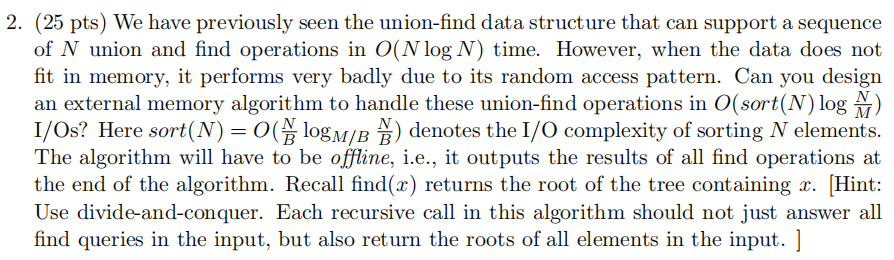 2. (25 pts) We have previously seen the union-find data structure that can support a sequence
of N union and find operations in O(N log N) time. However, when the data does not
fit in memory, it performs very badly due to its random access pattern. Can you design
an external memory algorithm to handle these union-find operations in O(sort(N) log N/M)
I/Os? Here sort(N) = O(N/B log_{M/B} N/B) denotes the I/O complexity of sorting N elements.
The algorithm will have to be offline, i.e., it outputs the results of all find operations at
the end of the algorithm. Recall find(x) returns the root of the tree containing x. [Hint:
Use divide-and-conquer. Each recursive call in this algorithm should not just answer all
find queries in the input, but also return the roots of all elements in the input. ]